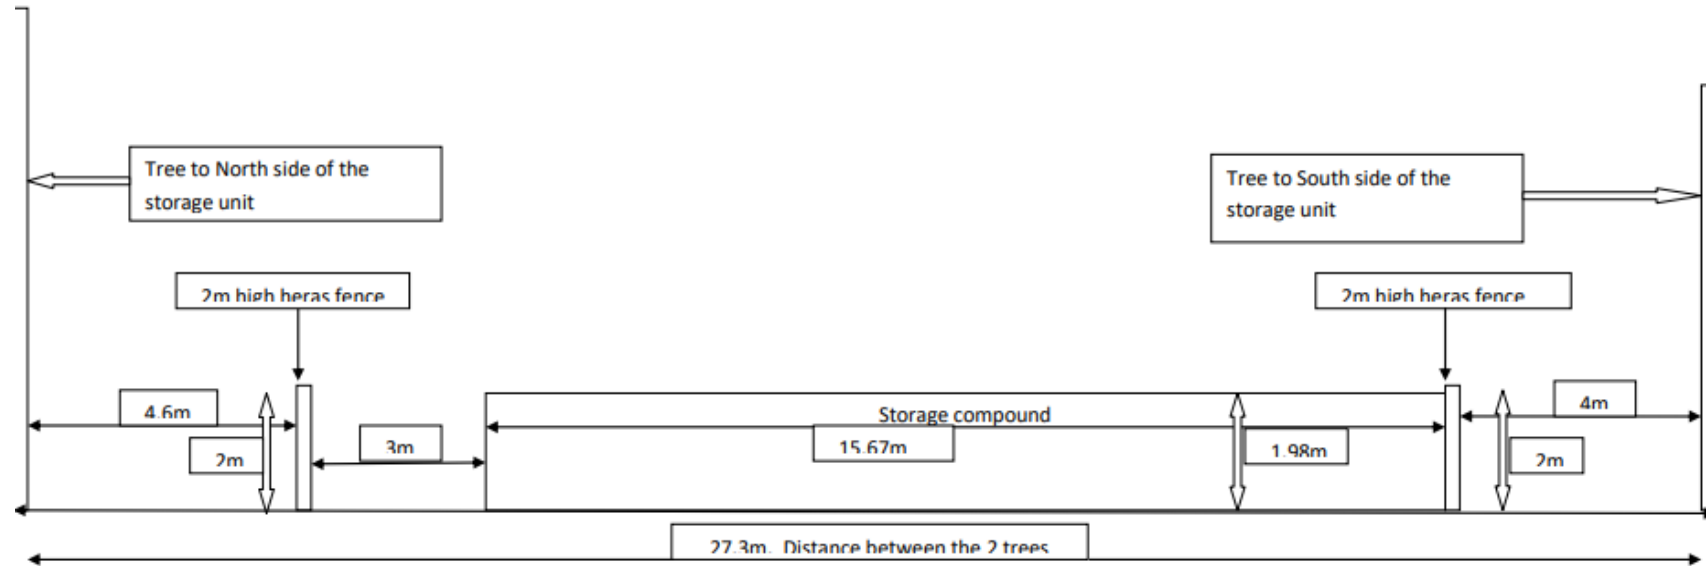 Tree to North side of the
storage unit
Tree to South side of the
storage unit
2m high heras fence
2m high heras fence
4.6m
2m
3m
Storage compound
15.67m
1.98m
4m
2m
27.3m.  Distance between the 2 trees